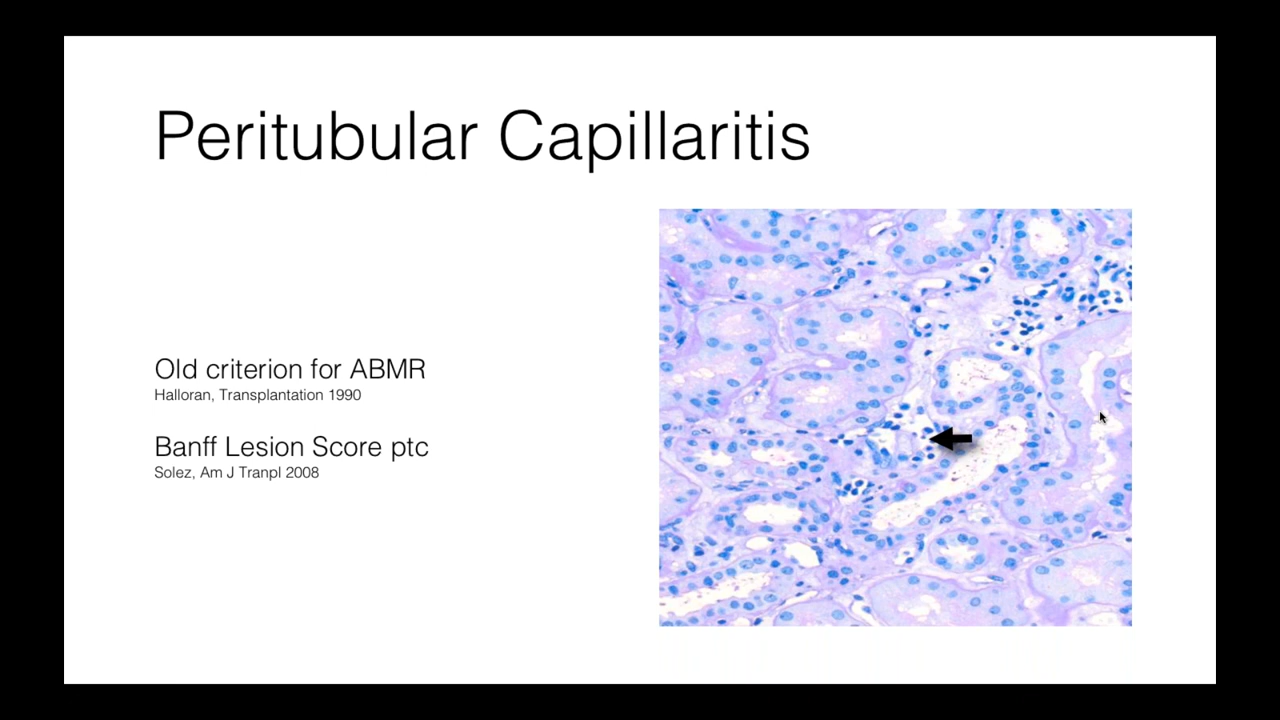 Peritubular Capillaritis
Old criterion for ABMR
Halloran, Transplantation 1990
Banff Lesion Score ptc
Solez, Am J Tranpl 2008